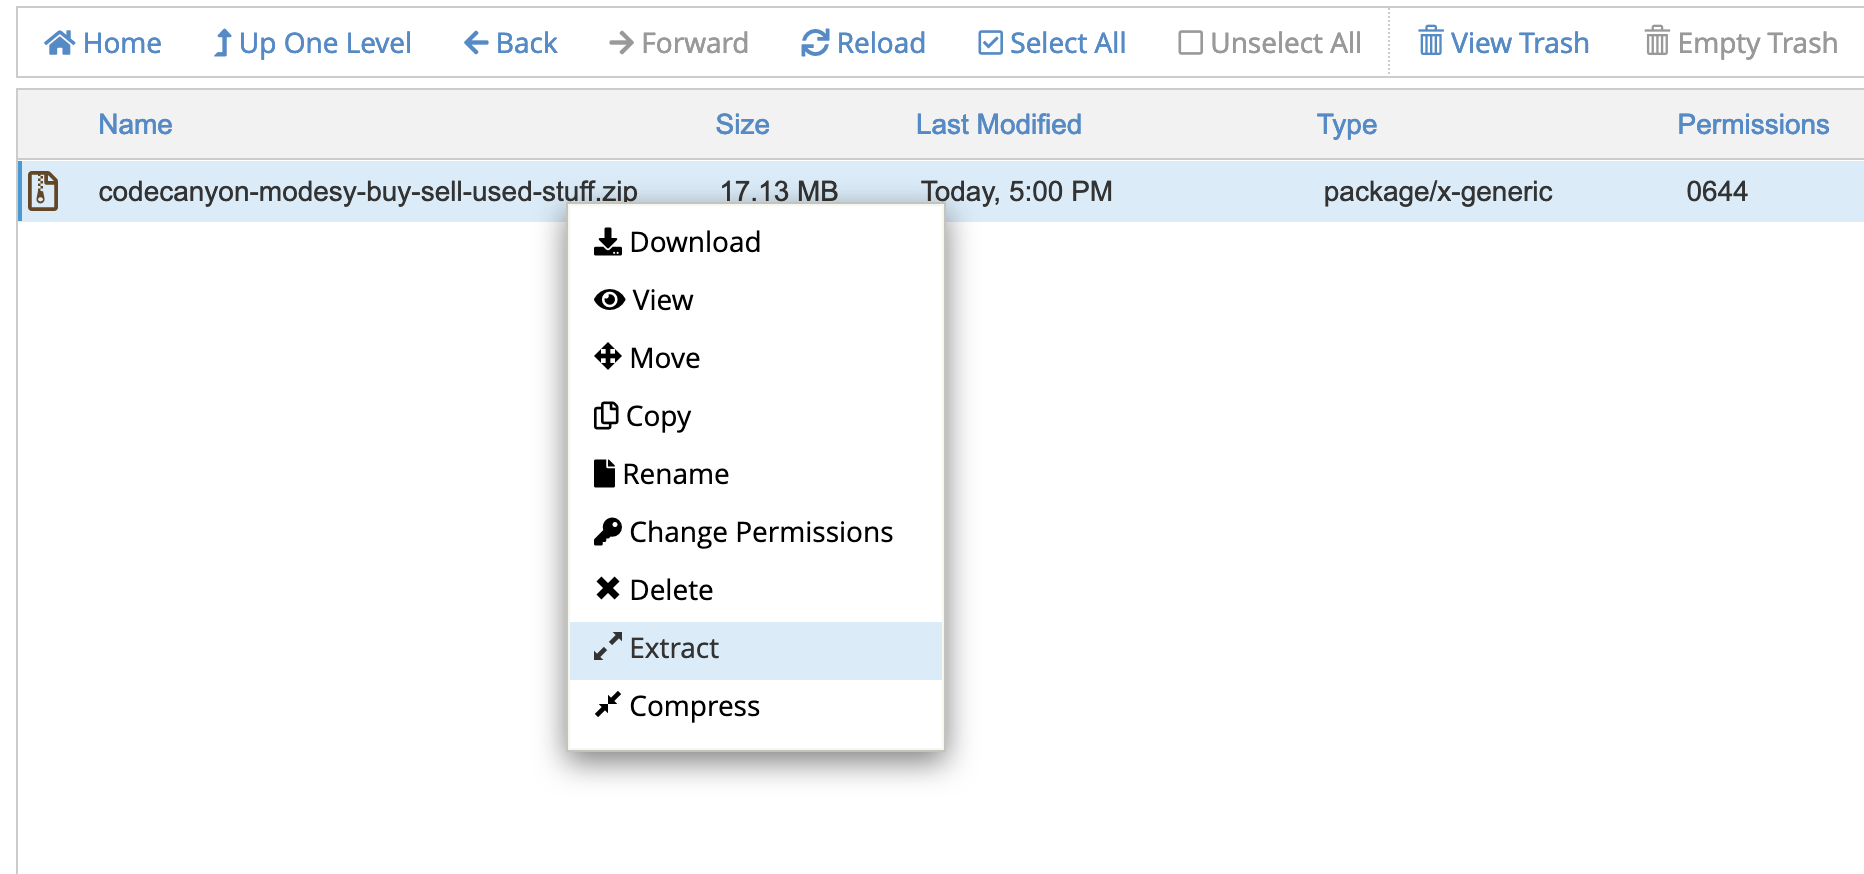 Home Up One Level Back Forward Reload Select All Unselect All View Trash Empty Trash
Name Size Last Modified Type Permissions
codecanyon-modesy-buy-sell-used-stuff.zip 17.13 MB Today, 5:00 PM package/x-generic 0644
Download
View
Move
Copy
Rename
Change Permissions
Delete
Extract
Compress